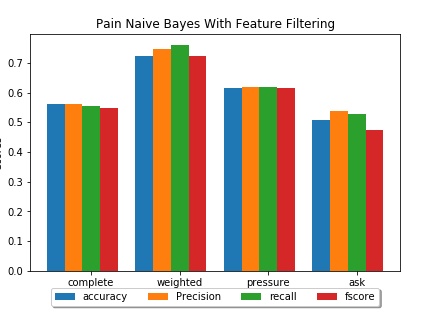 Pain Naive Bayes With Feature Filtering
0.7
0.6
0.5
0.4
0.3
0.2
0.1
0.0
complete weighted pressure ask
accuracy Precision recall fscore